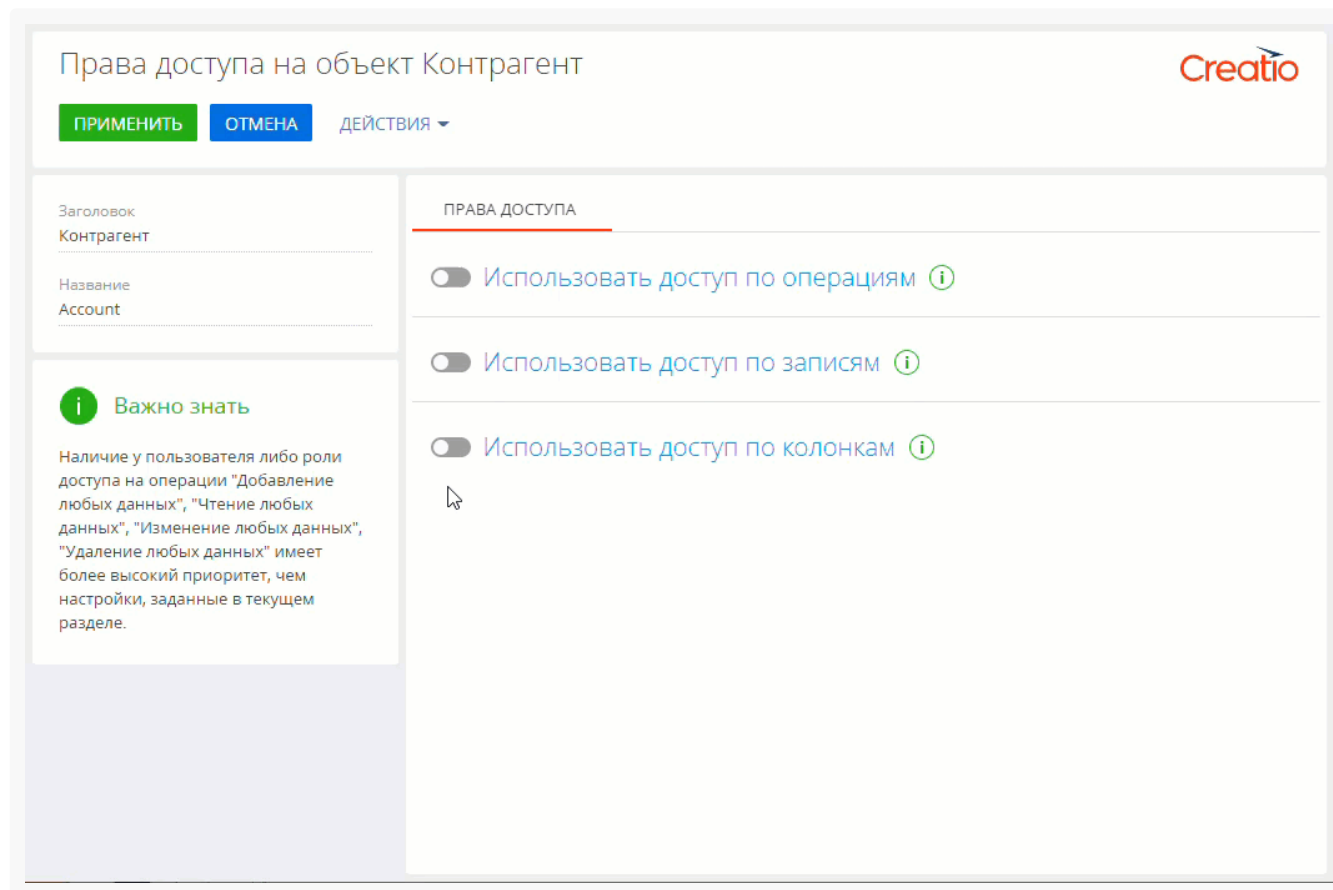 Права доступа на объект Контрагент
Creatio
ПРИМЕНИТЬ
ОТМЕНА
ДЕЙСТВИЯ
Заголовок
Контрагент
Название
Account
i
Важно знать
Наличие у пользователя либо роли
доступа на операции "Добавление
любых данных", "Чтение любых
данных", "Изменение любых данных",
"Удаление любых данных" имеет
более высокий приоритет, чем
настройки, заданные в текущем
разделе.
ПРАВА ДОСТУПА
Использовать доступ по операциям i
Использовать доступ по записям i
Использовать доступ по колонкам i